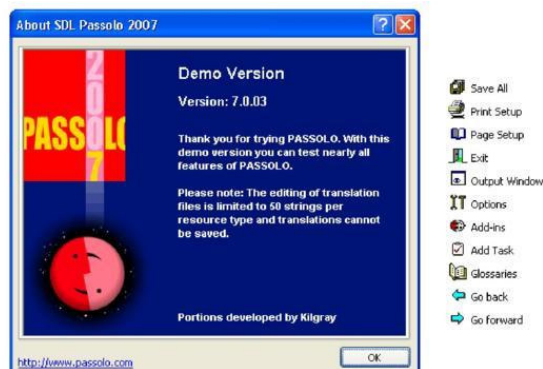 About SDL Passolo 2007
2007
PASSOLO
Demo Version
Version: 7.0.03
Thank you for trying PASSOLO. With this
demo version you can test nearly all
features of PASSOLO.
Please note: The editing of translation
files is limited to 50 strings per
resource type and translations cannot
be saved.
Portions developed by Kilgray
http://www.passolo.com
OK
Save All
Print Setup
Page Setup
Exit
Output Window
Options
Add-ins
Add Task
Glossaries
Go back
Go forward